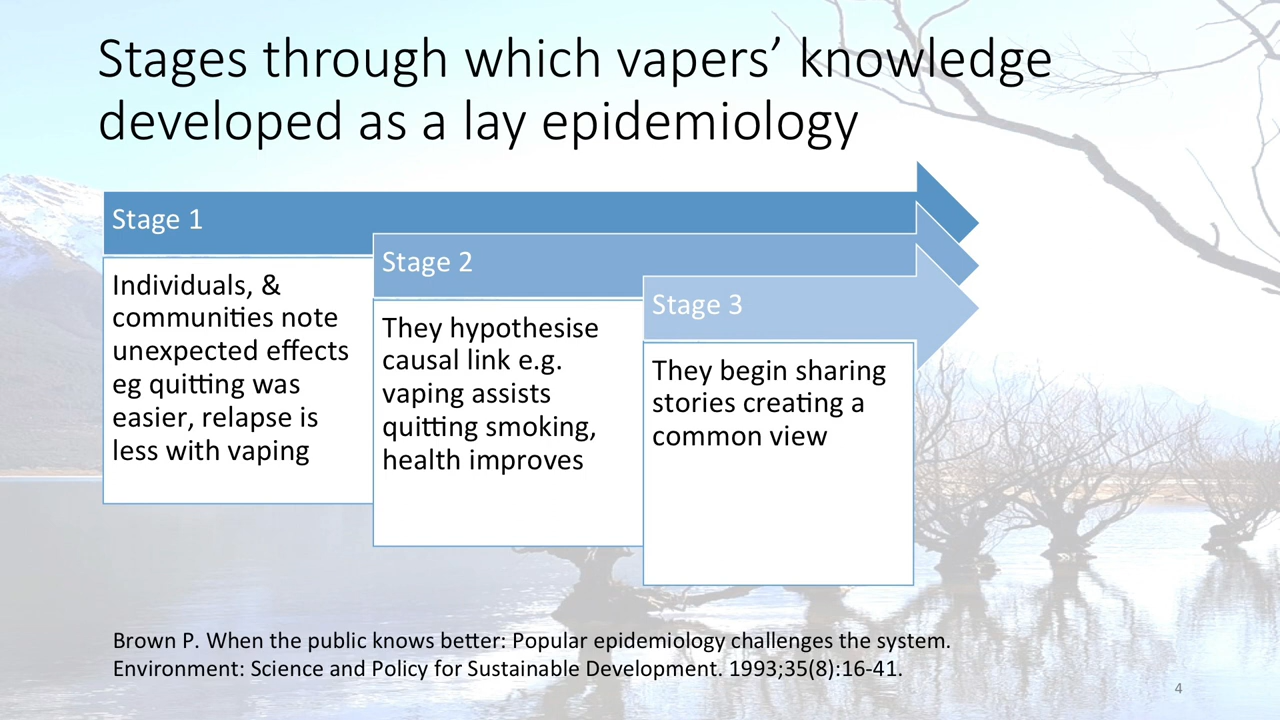 Stages through which vapers’ knowledge
developed as a lay epidemiology
Stage 1
Individuals, &
communities note
unexpected effects
eg quitting was
easier, relapse is
less with vaping
Stage 2
They hypothesise
causal link e.g.
vaping assists
quitting smoking,
health improves
Stage 3
They begin sharing
stories creating a
common view
Brown P. When the public knows better: Popular epidemiology challenges the system.
Environment: Science and Policy for Sustainable Development. 1993;35(8):16-41.
4